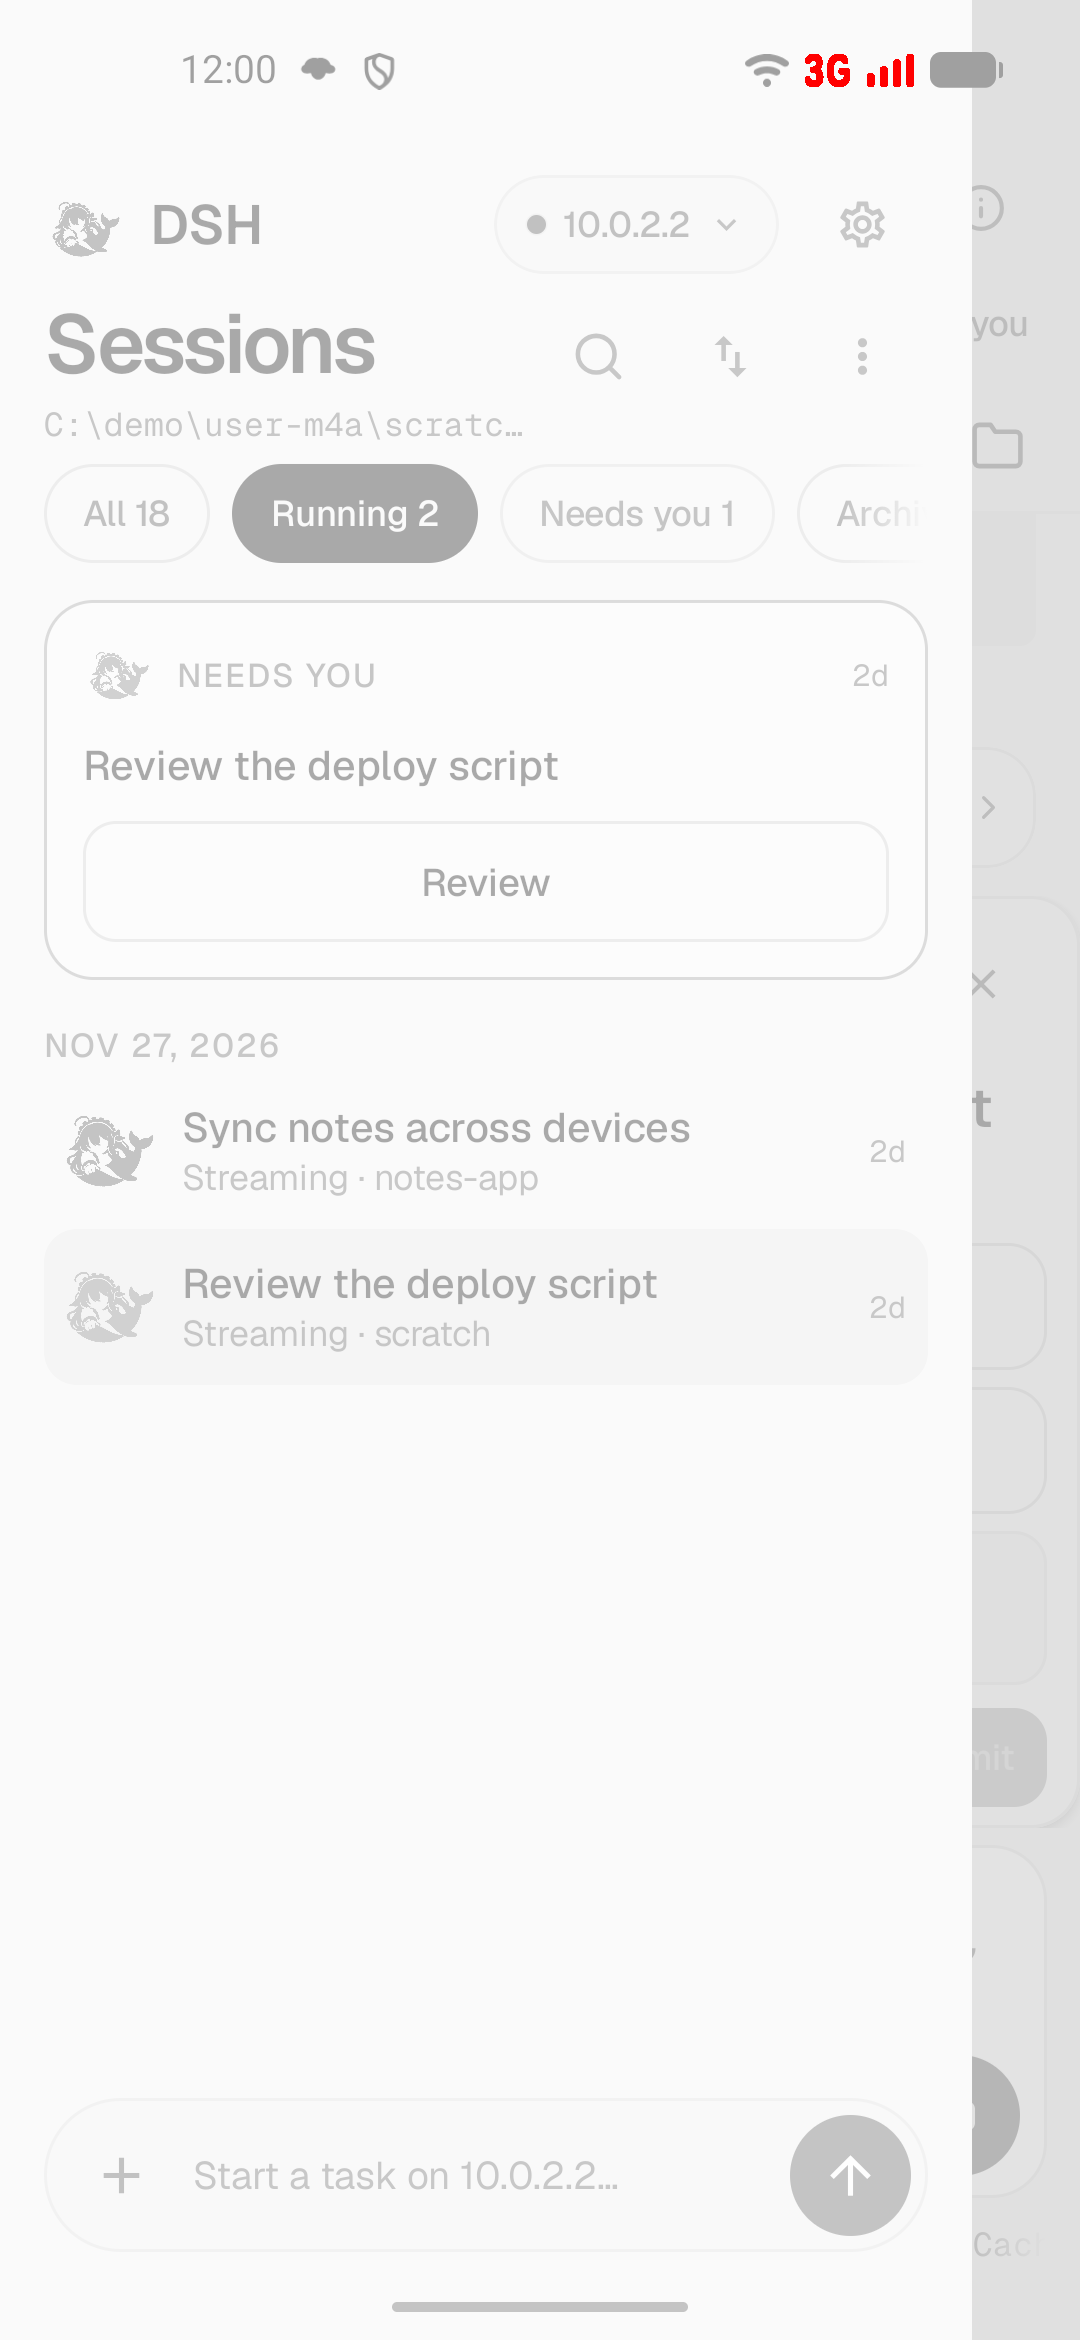 12:00
3G
DSH
10.0.2.2
Sessions
you
C:\demo\user-m4a\scratc…
All 18
Running 2
Needs you 1
Archi
NEEDS YOU
2d
Review the deploy script
Review
NOV 27, 2026
t
Sync notes across devices
2d
Streaming · notes-app
Review the deploy script
2d
Streaming · scratch
mit
Start a task on 10.0.2.2…
Cac